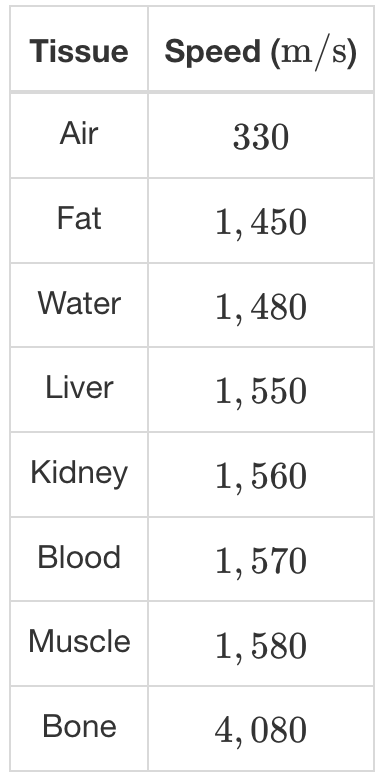 Tissue Speed (m/s)
Air 330
Fat 1,450
Water 1,480
Liver 1,550
Kidney 1,560
Blood 1,570
Muscle 1,580
Bone 4,080